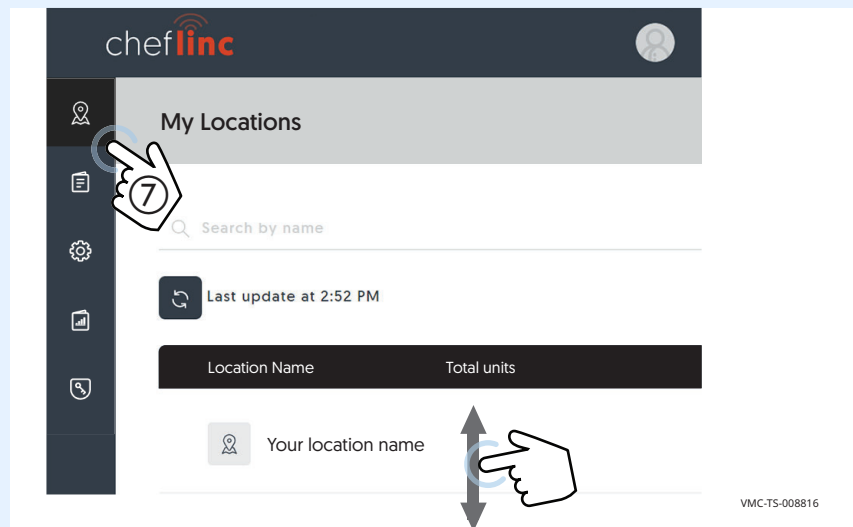 cheflinc
My Locations
7
Search by name
Last update at 2:52 PM
Location Name Total units
Your location name
VMC-TS-008816